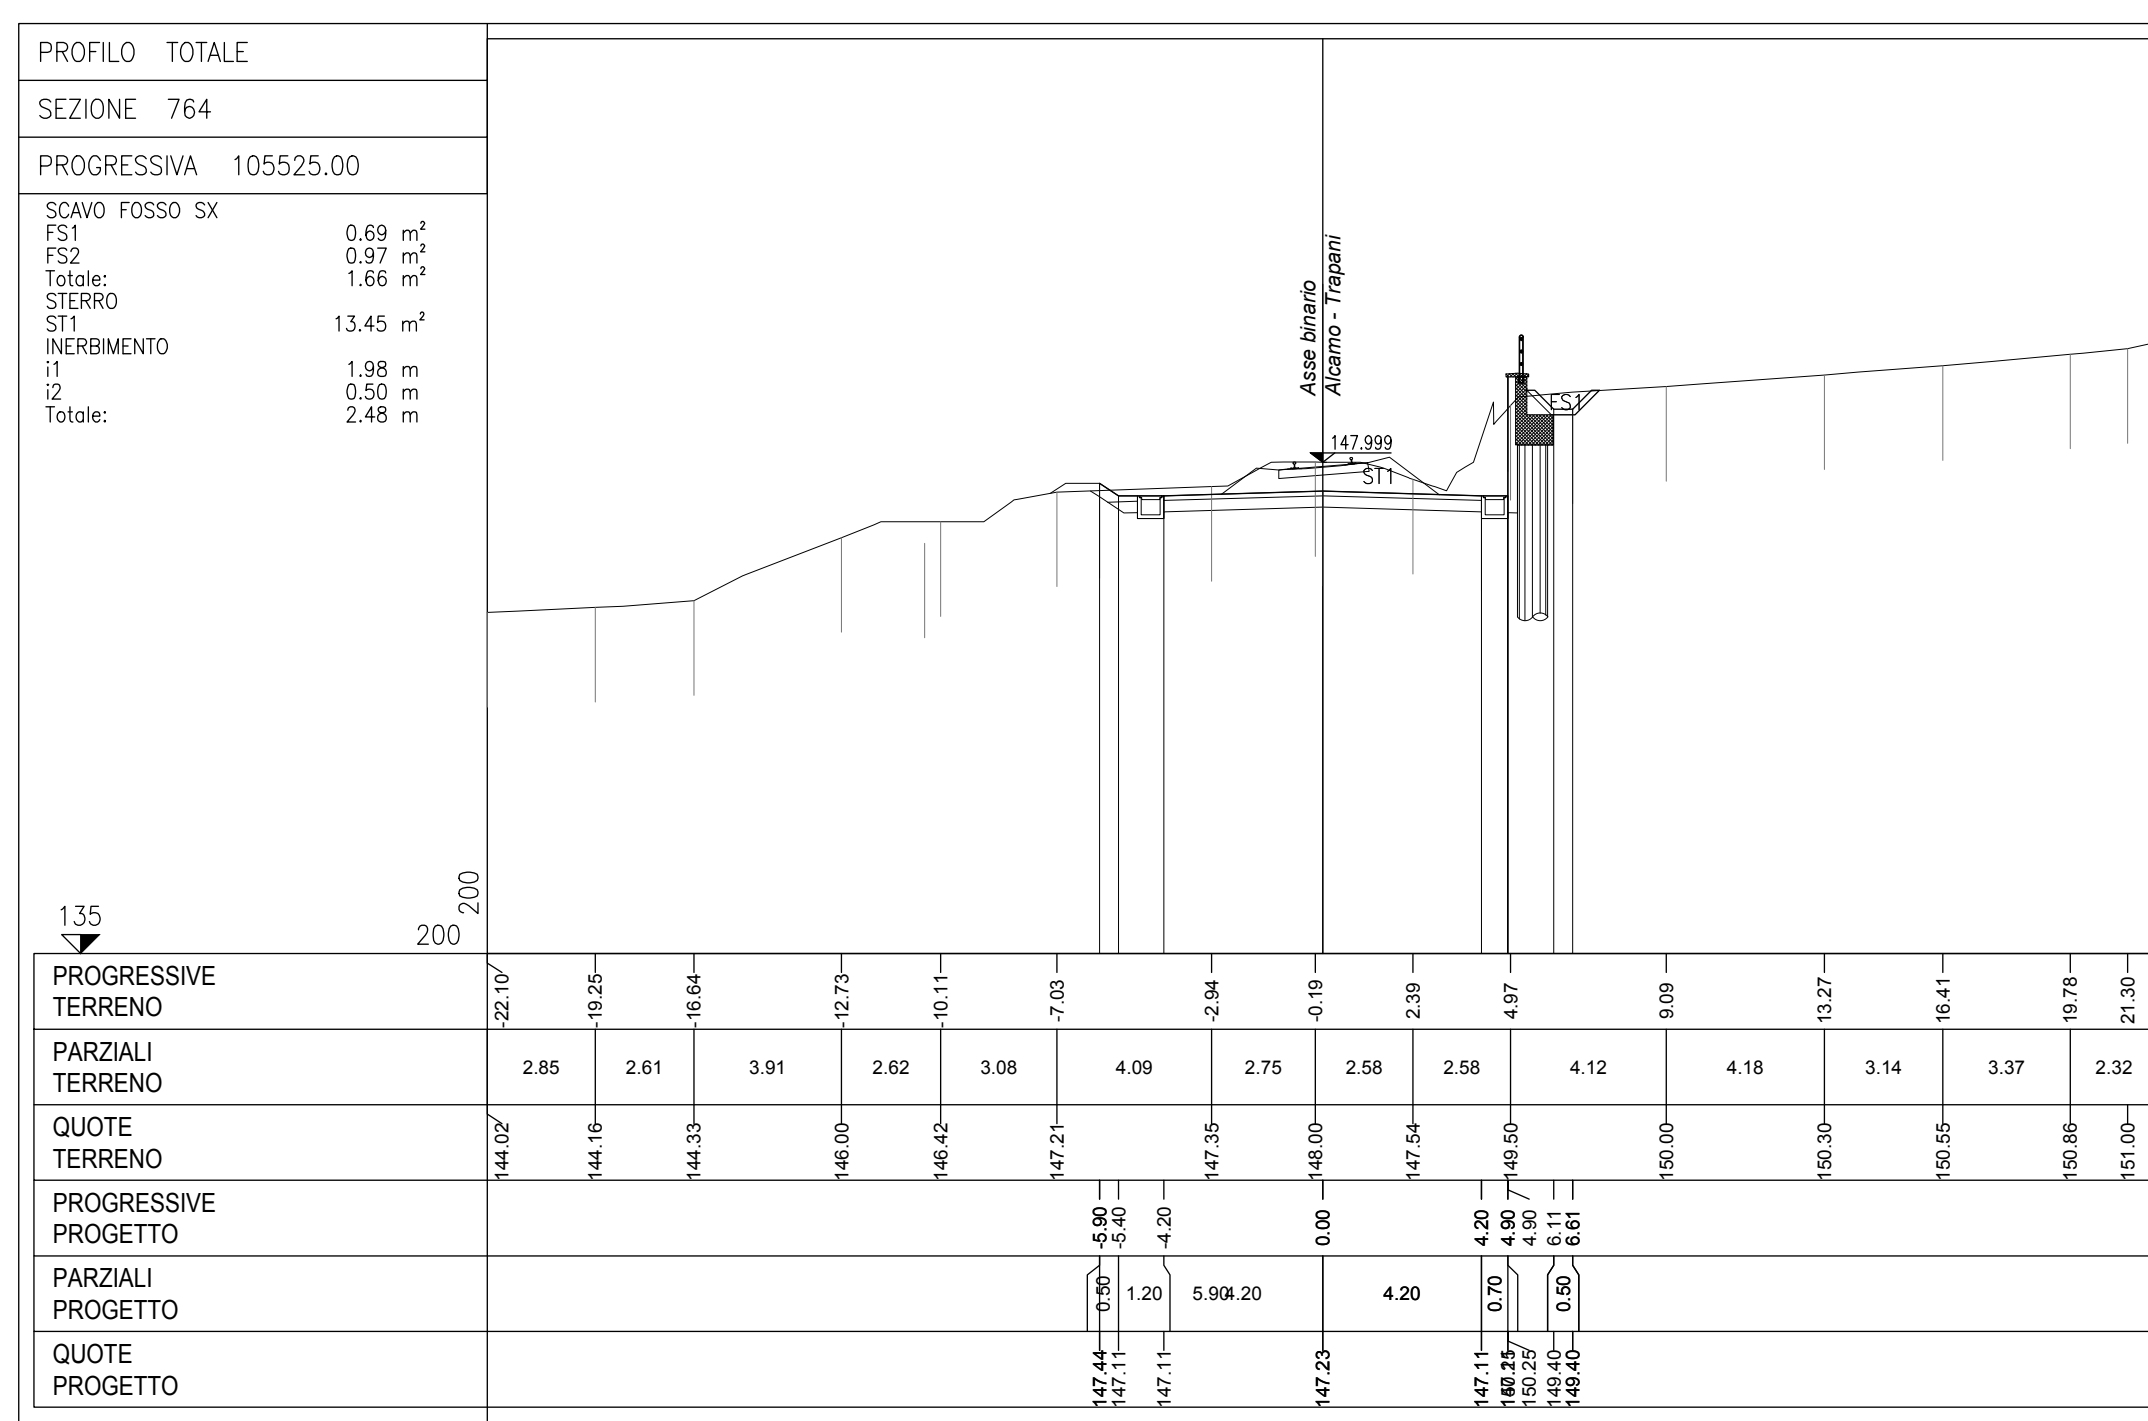 PROFILO TOTALE
SEZIONE 764
PROGRESSIVA 105525.00
SCAVO FOSSO SX
FS1 0.69 m²
FS2 0.97 m²
Totale: 1.66 m²
STERRO
ST1 13.45 m²
INERBIMENTO
i1 1.98 m
i2 0.50 m
Totale: 2.48 m
Asse binario
Alcamo - Trapani
147.999
FS1
ST1
200
200
135
PROGRESSIVE
TERRENO
-22.10 -19.25 -16.64 -12.73 -10.11 -7.03 -2.94 -0.19 2.39 4.97 9.09 13.27 16.41 19.78 21.30
PARZIALI
TERRENO
2.85 2.61 3.91 2.62 3.08 4.09 2.75 2.58 2.58 4.12 4.18 3.14 3.37 2.32
QUOTE
TERRENO
144.02 144.16 144.33 146.00 146.42 147.21 147.35 148.00 147.54 149.50 150.00 150.30 150.55 150.86 151.00
PROGRESSIVE
PROGETTO
-5.90 -5.40 -4.20 0.00 4.20 4.90 4.90 6.11 6.61
PARZIALI
PROGETTO
0.50 1.20 5.90 4.20 4.20 0.70 0.50
QUOTE
PROGETTO
147.44 147.11 147.11 147.23 147.11 150.25 149.40 149.40